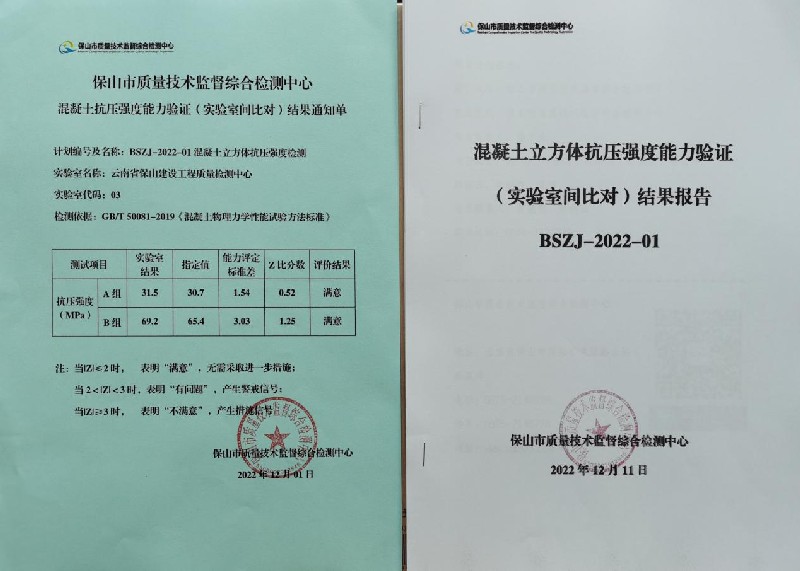 保山市质量技术监督综合检测中心
保山市质量技术监督综合检测中心
混凝土抗压强度能力验证（实验室间比对）结果通知单
计划编号及名称：BSZJ-2022-01 混凝土立方体抗压强度检测
实验室名称：云南省保山建设工程质量检测中心
实验室代码：03
检测依据：GB/T 50081-2019《混凝土物理力学性能试验方法标准》
测试项目 实验室结果 指定值 能力评定标准差 Z 比分数 评价结果
抗压强度（MPa） A 组 31.5 30.7 1.54 0.52 满意
B 组 69.2 65.4 3.03 1.25 满意
注：当|Z|≤2 时， 表明“满意”，无需采取进一步措施；
当 2<|Z|<3 时，表明“有问题”，产生警戒信号；
当|Z|≥3 时， 表明“不满意”，产生措施信号
保山市质量技术监督综合检测中心
2022 年 12 月 01 日
保山市质量技术监督综合检测中心
混凝土立方体抗压强度能力验证
（实验室间比对）结果报告
BSZJ-2022-01
保山市质量技术监督综合检测中心
2022 年 12 月 11 日